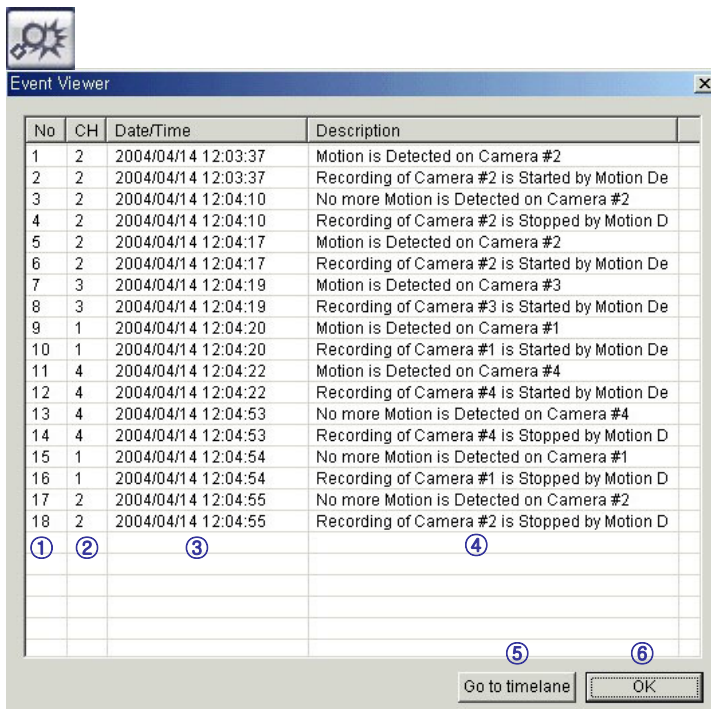 Event Viewer
No CH Date/Time Description
1 2 2004/04/14 12:03:37 Motion is Detected on Camera #2
2 2 2004/04/14 12:03:37 Recording of Camera #2 is Started by Motion De
3 2 2004/04/14 12:04:10 No more Motion is Detected on Camera #2
4 2 2004/04/14 12:04:10 Recording of Camera #2 is Stopped by Motion D
5 2 2004/04/14 12:04:17 Motion is Detected on Camera #2
6 2 2004/04/14 12:04:17 Recording of Camera #2 is Started by Motion De
7 3 2004/04/14 12:04:19 Motion is Detected on Camera #3
8 3 2004/04/14 12:04:19 Recording of Camera #3 is Started by Motion De
9 1 2004/04/14 12:04:20 Motion is Detected on Camera #1
10 1 2004/04/14 12:04:20 Recording of Camera #1 is Started by Motion De
11 4 2004/04/14 12:04:22 Motion is Detected on Camera #4
12 4 2004/04/14 12:04:22 Recording of Camera #4 is Started by Motion De
13 4 2004/04/14 12:04:53 No more Motion is Detected on Camera #4
14 4 2004/04/14 12:04:53 Recording of Camera #4 is Stopped by Motion D
15 1 2004/04/14 12:04:54 No more Motion is Detected on Camera #1
16 1 2004/04/14 12:04:54 Recording of Camera #1 is Stopped by Motion D
17 2 2004/04/14 12:04:55 No more Motion is Detected on Camera #2
18 2 2004/04/14 12:04:55 Recording of Camera #2 is Stopped by Motion D
① ② ③ ④
⑤ ⑥
Go to timelane OK